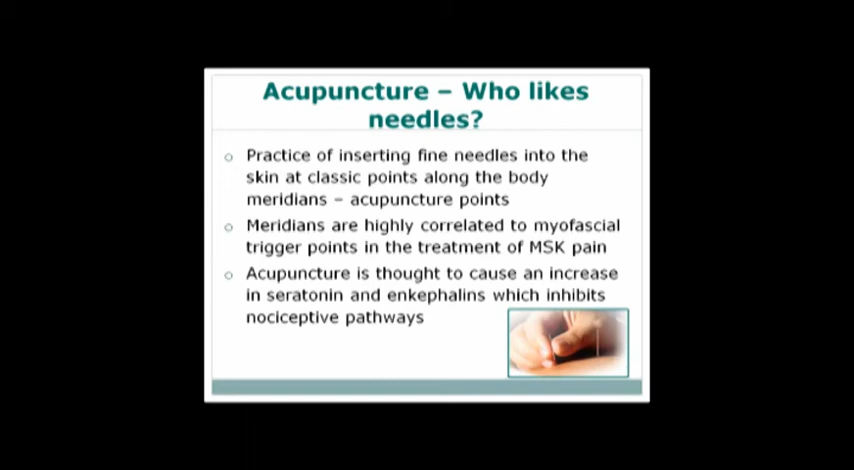 Acupuncture – Who likes
needles?
o Practice of inserting fine needles into the
skin at classic points along the body
meridians – acupuncture points
o Meridians are highly correlated to myofascial
trigger points in the treatment of MSK pain
o Acupuncture is thought to cause an increase
in seratonin and enkephalins which inhibits
nociceptive pathways